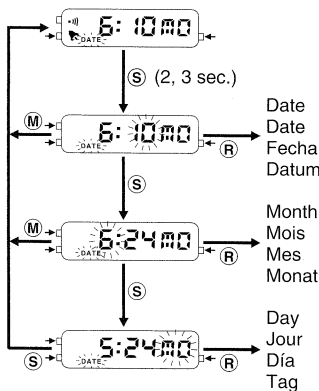 6:10mo
DATE
S (2, 3 sec.)
M
6:10mo
DATE
R
Date
Date
Fecha
Datum
S
M
6:24mo
DATE
R
Month
Mois
Mes
Monat
S
5:24mo
DATE
S
R
Day
Jour
Día
Tag